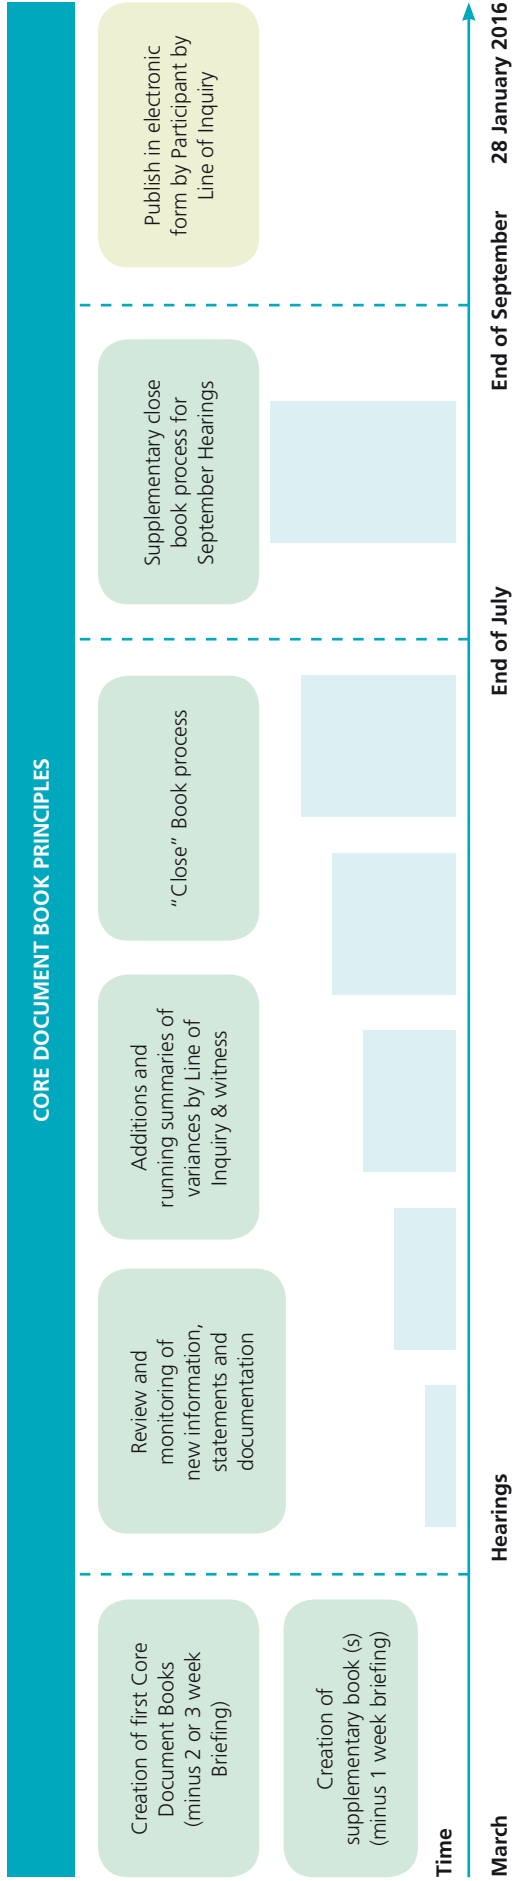 CORE DOCUMENT BOOK PRINCIPLES
Creation of first Core
Document Books
(minus 2 or 3 week
Briefing)
Creation of
supplementary book (s)
(minus 1 week briefing)
Review and
monitoring of
new information,
statements and
documentation
Additions and
running summaries of
variances by Line of
Inquiry & witness
“Close” Book process
Supplementary close
book process for
September Hearings
Publish in electronic
form by Participant by
Line of Inquiry
Time
March
Hearings
End of July
End of September
28 January 2016